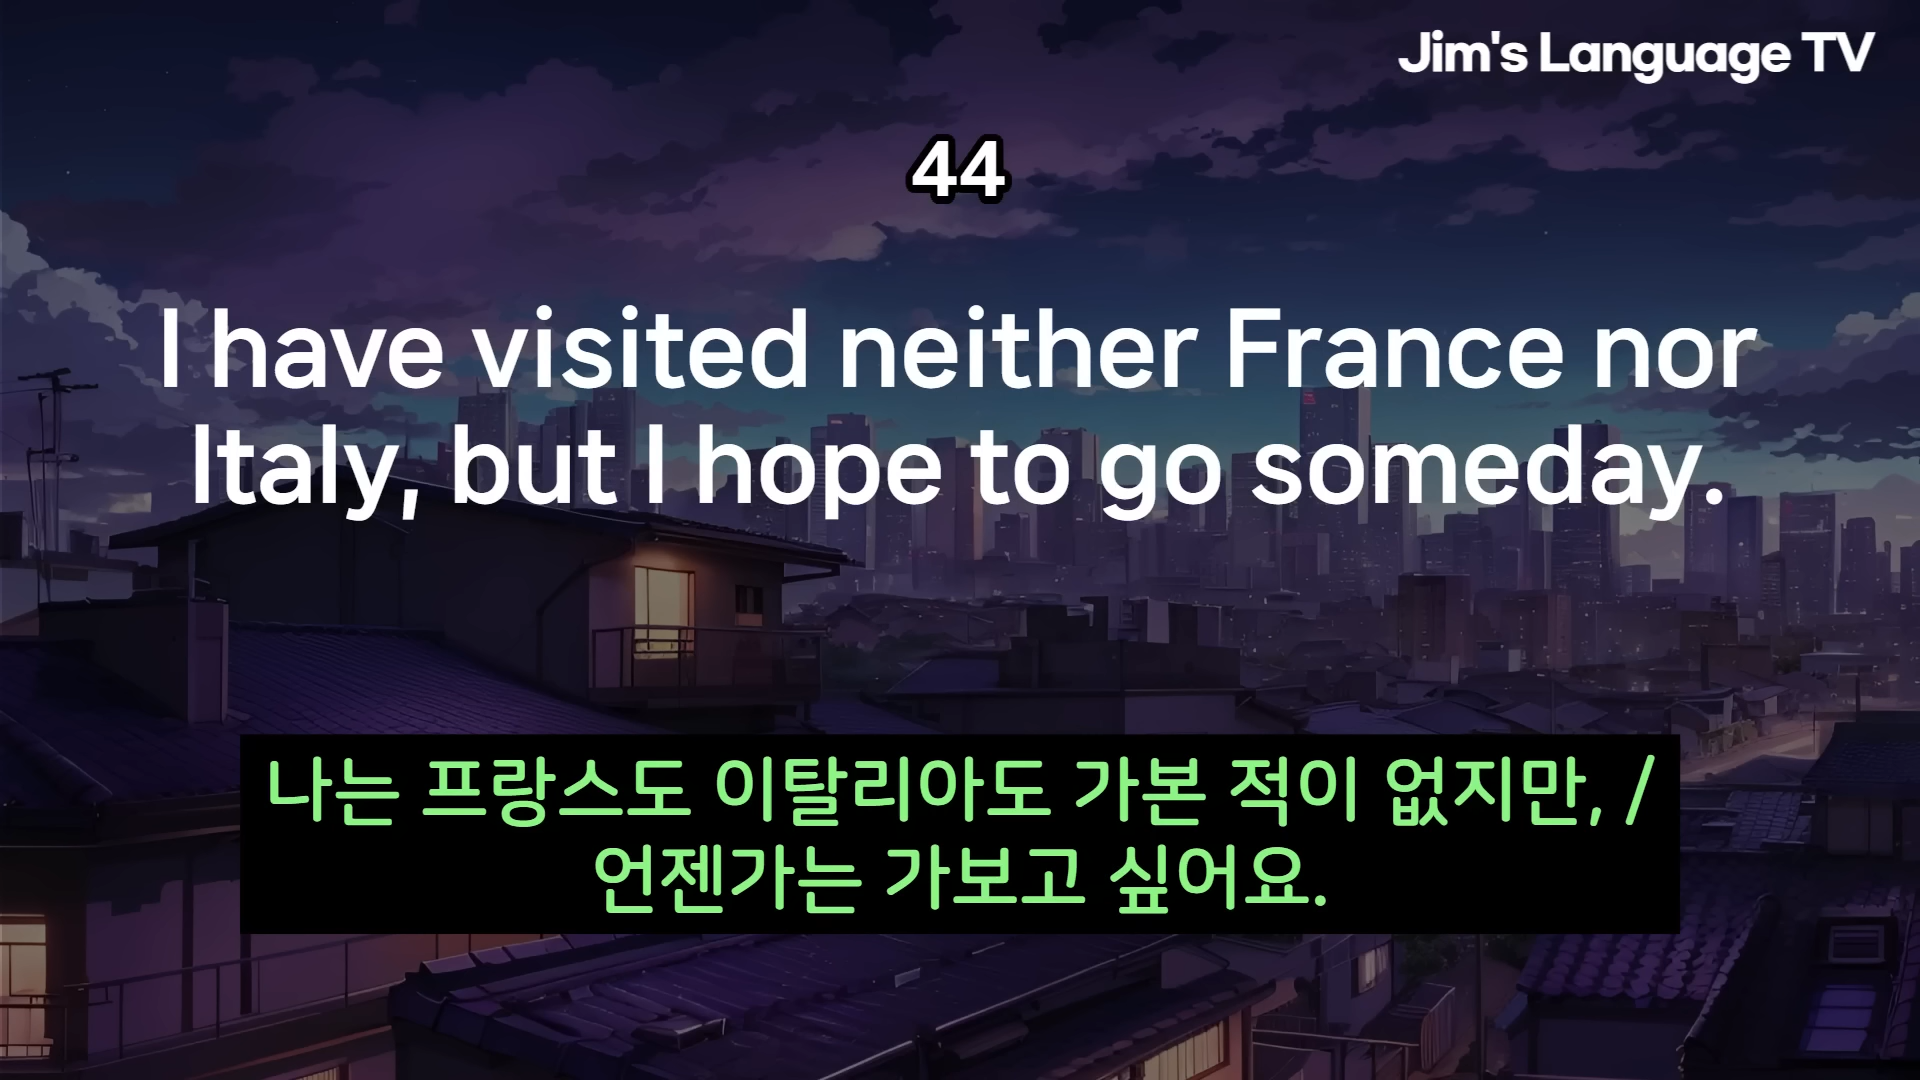 Jim's Language TV
44
I have visited neither France nor
Italy, but I hope to go someday.
나는 프랑스도 이탈리아도 가본 적이 없지만, /
언젠가는 가보고 싶어요.